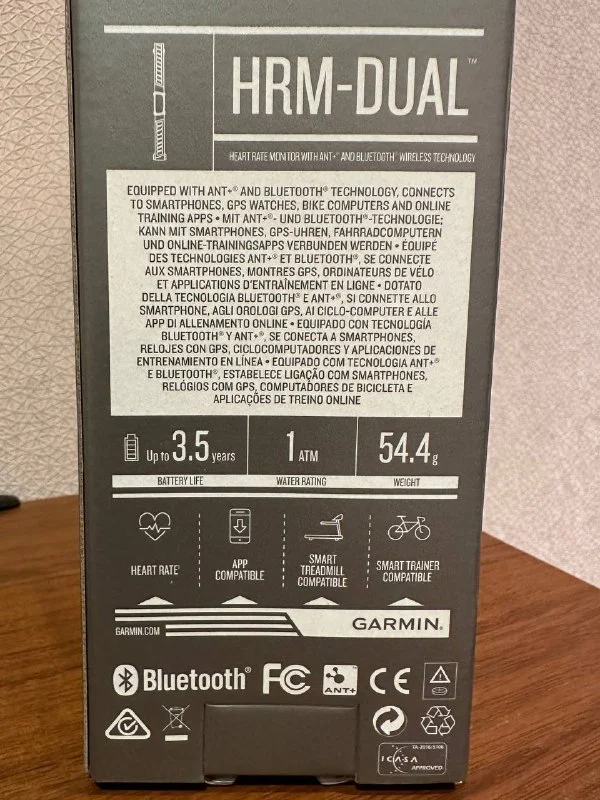 HRM-DUAL™
HEART RATE MONITOR WITH ANT+® AND BLUETOOTH® WIRELESS TECHNOLOGY
EQUIPPED WITH ANT+® AND BLUETOOTH® TECHNOLOGY, CONNECTS
TO SMARTPHONES, GPS WATCHES, BIKE COMPUTERS AND ONLINE
TRAINING APPS • MIT ANT+®- UND BLUETOOTH®-TECHNOLOGIE;
KANN MIT SMARTPHONES, GPS-UHREN, FAHRRADCOMPUTERN
UND ONLINE-TRAININGSAPPS VERBUNDEN WERDEN • ÉQUIPÉ
DES TECHNOLOGIES ANT+® ET BLUETOOTH®, SE CONNECTE
AUX SMARTPHONES, MONTRES GPS, ORDINATEURS DE VÉLO
ET APPLICATIONS D'ENTRAÎNEMENT EN LIGNE • DOTATO
DELLA TECNOLOGIA BLUETOOTH® E ANT+®, SI CONNETTE ALLO
SMARTPHONE, AGLI OROLOGI GPS, AI CICLO-COMPUTER E ALLE
APP DI ALLENAMENTO ONLINE • EQUIPADO CON TECNOLOGÍA
BLUETOOTH® Y ANT+®, SE CONECTA A SMARTPHONES,
RELOJES CON GPS, CICLOCOMPUTADORES Y APLICACIONES DE
ENTRENAMIENTO EN LÍNEA • EQUIPADO COM TECNOLOGIA ANT+®
E BLUETOOTH®, ESTABELECE LIGAÇÃO COM SMARTPHONES,
RELÓGIOS COM GPS, COMPUTADORES DE BICICLETA E
APLICAÇÕES DE TREINO ONLINE
Up to 3.5 years
BATTERY LIFE
1 ATM
WATER RATING
54.4g
WEIGHT
HEART RATE
APP
COMPATIBLE
SMART
TREADMILL
COMPATIBLE
SMART TRAINER
COMPATIBLE
GARMIN.COM
GARMIN®
Bluetooth®
FC
ANT+
CE
ICASA
APPROVED